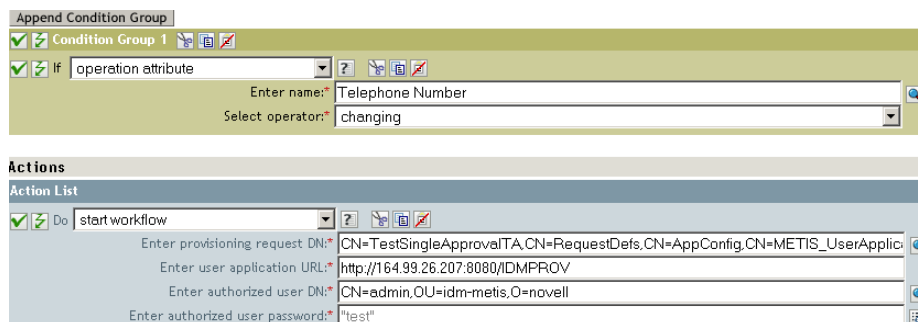 Append Condition Group
Condition Group 1
If operation attribute
Enter name:* Telephone Number
Select operator:* changing
Actions
Action List
Do start workflow
Enter provisioning request DN:* CN=TestSingleApprovalTA,CN=RequestDefs,CN=AppConfig,CN=METIS_UserApplic
Enter user application URL:* http://164.99.26.207:8080/IDMPROV
Enter authorized user DN:* CN=admin,OU=idm-metis,O=novell
Enter authorized user password:* "test"